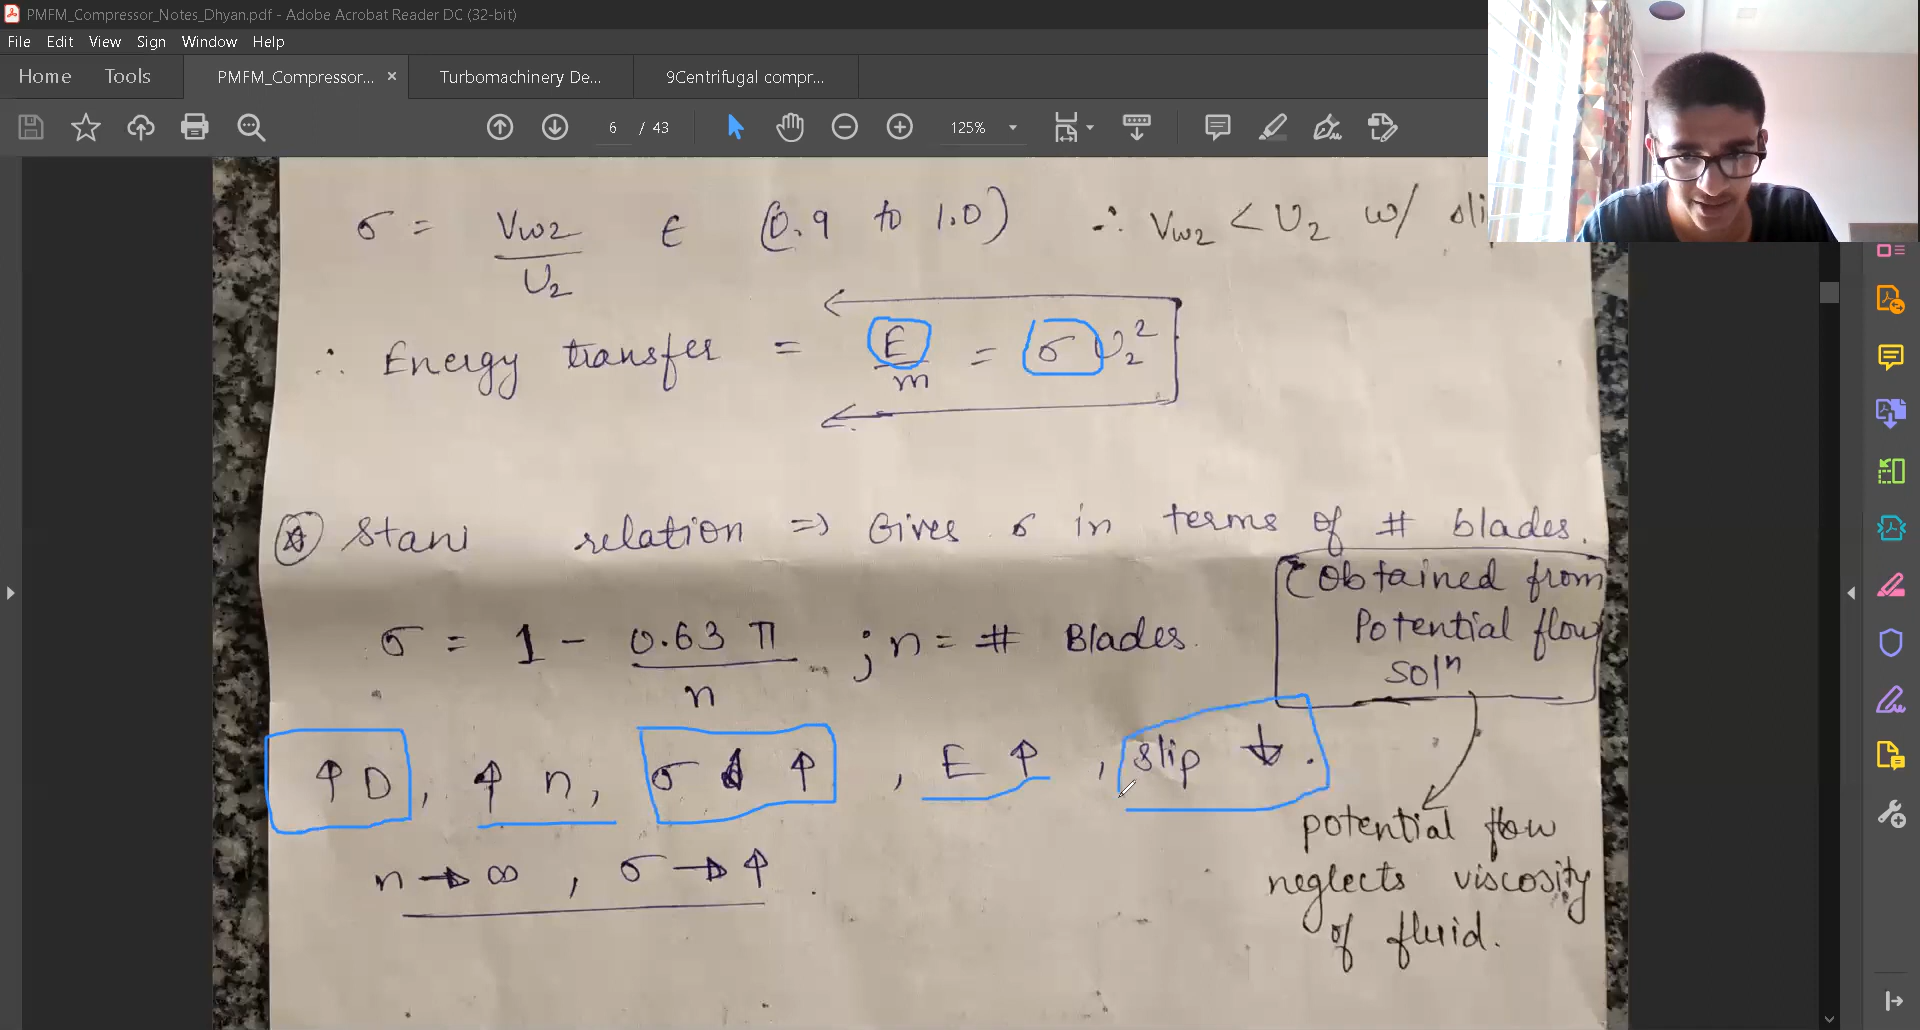 PMFM_Compressor_Notes_Dhyan.pdf - Adobe Acrobat Reader DC (32-bit)
File Edit View Sign Window Help
Home Tools PMFM_Compressor... × Turbomachinery De... 9Centrifugal compr...
6 / 43 125%
σ = Vw2 / U2 ∈ (0.9 to 1.0) ∴ Vw2 < U2 w/ sli
∴ Energy transfer = E/m = σ U2²
Stani relation => Gives σ in terms of # blades.
(Obtained from
Potential flow
solⁿ
σ = 1 - 0.63 π / n ; n = # Blades.
↑ D, ↑ n, σ ↑, E ↑, slip ↓.
n → ∞, σ → ↑.
potential flow
neglects viscosity
of fluid.